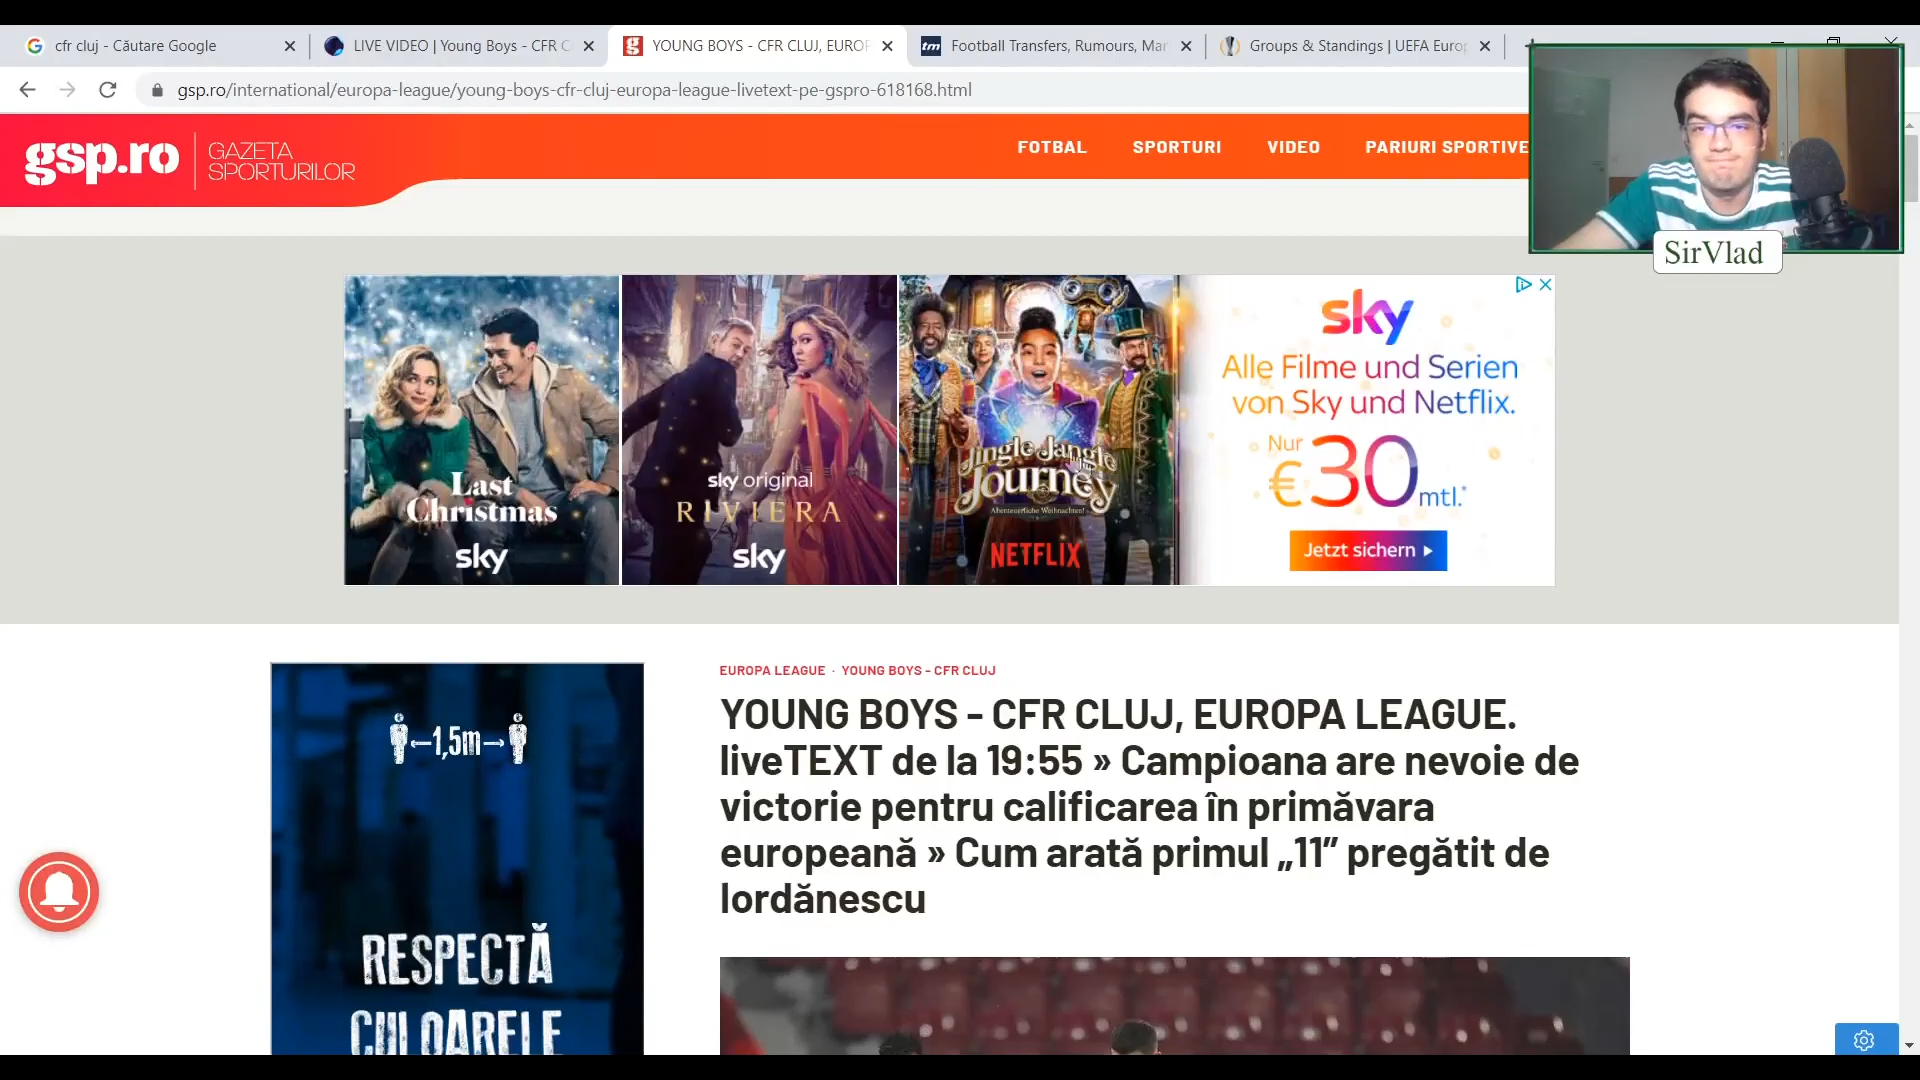 cfr cluj - Căutare Google
LIVE VIDEO | Young Boys - CFR C
YOUNG BOYS - CFR CLUJ, EUROP
tm
Football Transfers, Rumours, Mar
Groups & Standings | UEFA Europ
gsp.ro/international/europa-league/young-boys-cfr-cluj-europa-league-livetext-pe-gspro-618168.html
gsp.ro
GAZETA
SPORTURILOR
FOTBAL
SPORTURI
VIDEO
PARIURI SPORTIVE
SirVlad
Last
Christmas
sky
sky original
RIVIERA
sky
Jingle Jangle
Journey
Abenteuerliche Weihnachten!
NETFLIX
sky
Alle Filme und Serien
von Sky und Netflix.
Nur
€30 mtl.*
Jetzt sichern
1,5m
RESPECTĂ
CULOARELE
EUROPA LEAGUE · YOUNG BOYS - CFR CLUJ
YOUNG BOYS - CFR CLUJ, EUROPA LEAGUE.
liveTEXT de la 19:55 » Campioana are nevoie de
victorie pentru calificarea în primăvara
europeană » Cum arată primul „11” pregătit de
Iordănescu